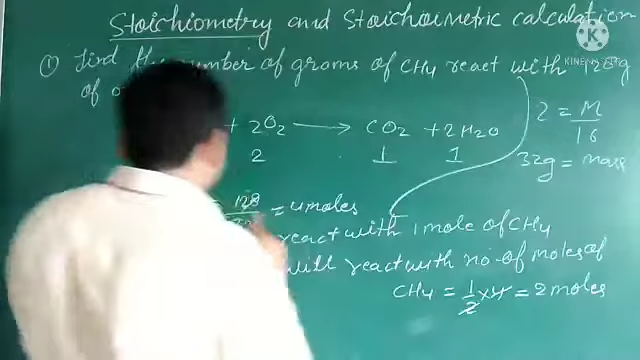 Stoichiometry and Stoichiometric calculation
① Find the number of grams of CH4 react with 128g
of
+ 2O2 → CO2 + 2H2O
2 1 1
2 = M/16
32g = mass
= 128 = 4moles
react with 1 mole of CH4
will react with no. of moles of
CH4 = 1/2 x 4 = 2 moles
KINEMASTER